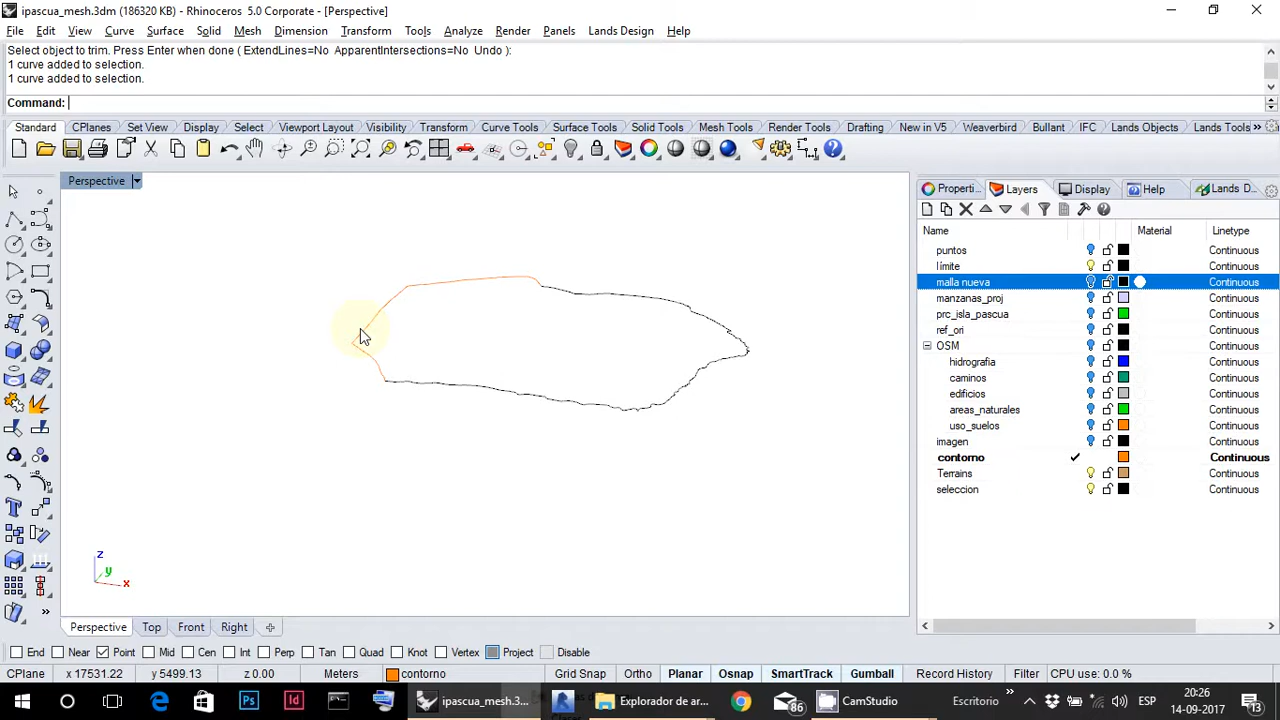 ipascua_mesh.3dm (186320 KB) - Rhinoceros 5.0 Corporate - [Perspective]
File Edit View Curve Surface Solid Mesh Dimension Transform Tools Analyze Render Panels Lands Design Help
Select object to trim. Press Enter when done ( ExtendLines=No ApparentIntersections=No Undo ):
1 curve added to selection.
1 curve added to selection.
Command:
Standard CPlanes Set View Display Select Viewport Layout Visibility Transform Curve Tools Surface Tools Solid Tools Mesh Tools Render Tools Drafting New in V5 Weaverbird Bullant IFC Lands Objects Lands Tools »
Perspective
Properti... Layers Display Help Lands D...
Name Material Linetype
puntos Continuous
límite Continuous
malla nueva Continuous
manzanas_proj Continuous
prc_isla_pascua Continuous
ref_ori Continuous
OSM Continuous
hidrografia Continuous
caminos Continuous
edificios Continuous
areas_naturales Continuous
uso_suelos Continuous
imagen Continuous
contorno Continuous
Terrains Continuous
seleccion Continuous
z
y
x
Perspective Top Front Right
End Near Point Mid Cen Int Perp Tan Quad Knot Vertex Project Disable
CPlane x 17531.22 y 5499.13 z 0.00 Meters contorno Grid Snap Ortho Planar Osnap SmartTrack Gumball Record History Filter CPU use: 0.0 %
Ps Id ipascua_mesh.3d... Explorador de ar... 86 CamStudio Escritorio » ESP 20:26
14-09-2017 13